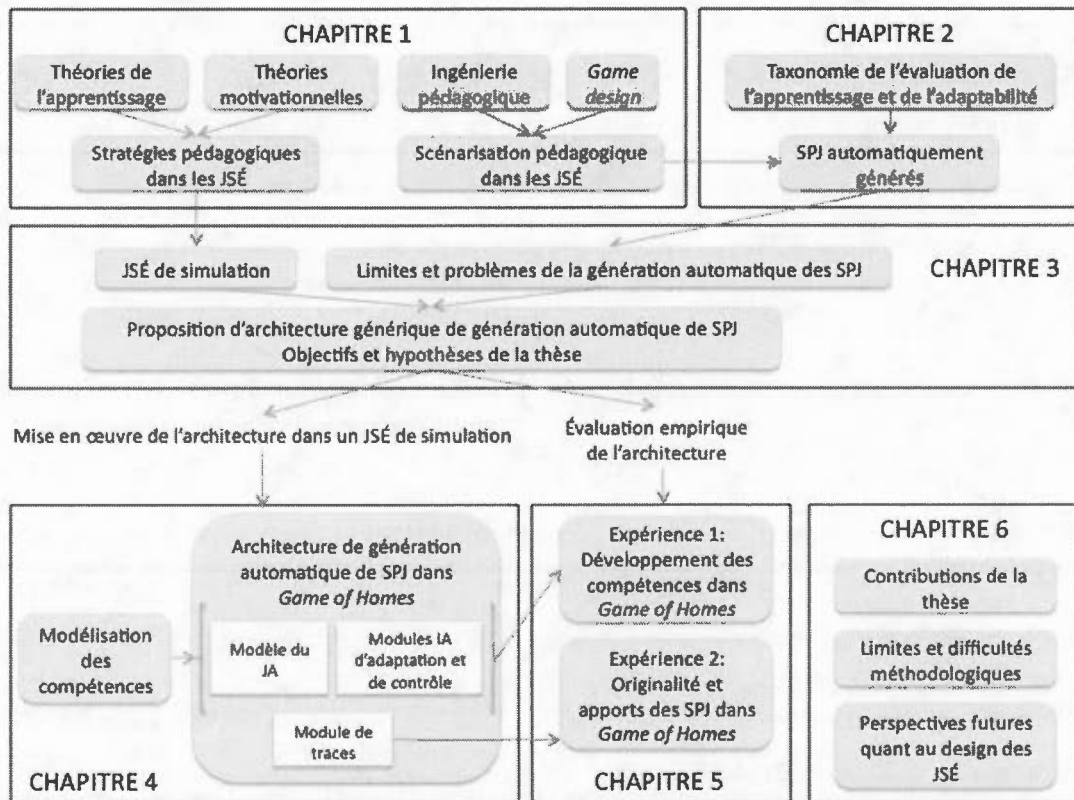 CHAPITRE 1
Théories de
l'apprentissage
Théories
motivationnelles
Ingénierie
pédagogique
Game
design
Stratégies pédagogiques
dans les JSÉ
Scénarisation pédagogique
dans les JSÉ
CHAPITRE 2
Taxonomie de l'évaluation de
l'apprentissage et de l'adaptabilité
SPJ automatiquement
générés
JSÉ de simulation
Limites et problèmes de la génération automatique des SPJ
CHAPITRE 3
Proposition d'architecture générique de génération automatique de SPJ
Objectifs et hypothèses de la thèse
Mise en œuvre de l'architecture dans un JSÉ de simulation
Évaluation empirique
de l'architecture
Architecture de génération
automatique de SPJ dans
Game of Homes
Modélisation
des
compétences
Modèle du
JA
Modules IA
d'adaptation et
de contrôle
Module de
traces
CHAPITRE 4
Expérience 1:
Développement des
compétences dans
Game of Homes
Expérience 2:
Originalité et
apports des SPJ dans
Game of Homes
CHAPITRE 5
CHAPITRE 6
Contributions de la
thèse
Limites et difficultés
méthodologiques
Perspectives futures
quant au design des
JSÉ